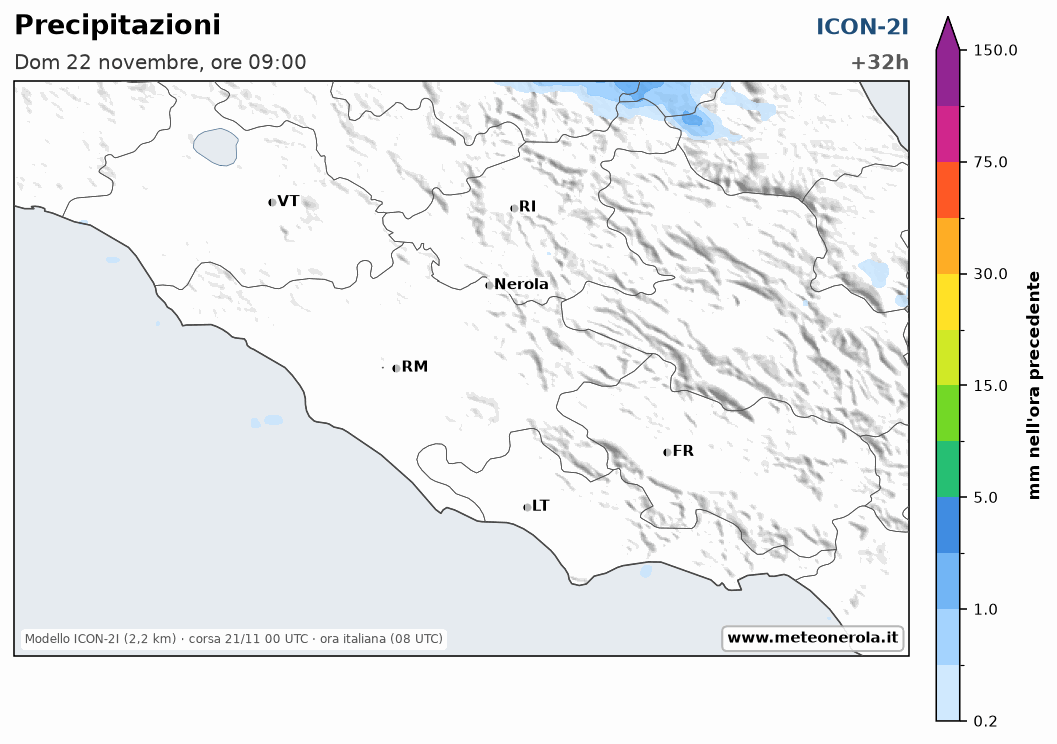 Precipitazioni
ICON-2I
Dom 22 novembre, ore 09:00
+32h
150.0
75.0
30.0
15.0
5.0
1.0
0.2
mm nell'ora precedente
VT
RI
Nerola
RM
FR
LT
Modello ICON-2I (2,2 km) · corsa 21/11 00 UTC · ora italiana (08 UTC)
www.meteonerola.it